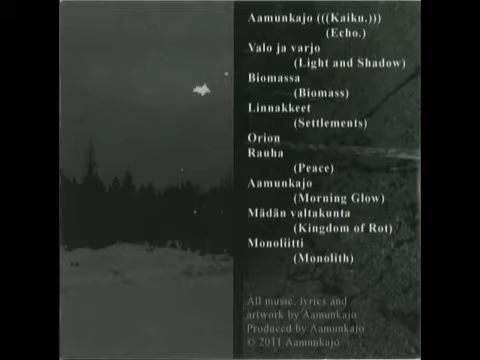 Aamunkajo (((Kaiku.)))
(Echo.)
Valo ja varjo
(Light and Shadow)
Biomassa
(Biomass)
Linnakkeet
(Settlements)
Orion
Rauha
(Peace)
Aamunkajo
(Morning Glow)
Mädän valtakunta
(Kingdom of Rot)
Monoliitti
(Monolith)
All music, lyrics and
artwork by Aamunkajo
Produced by Aamunkajo
© 2011 Aamunkajo